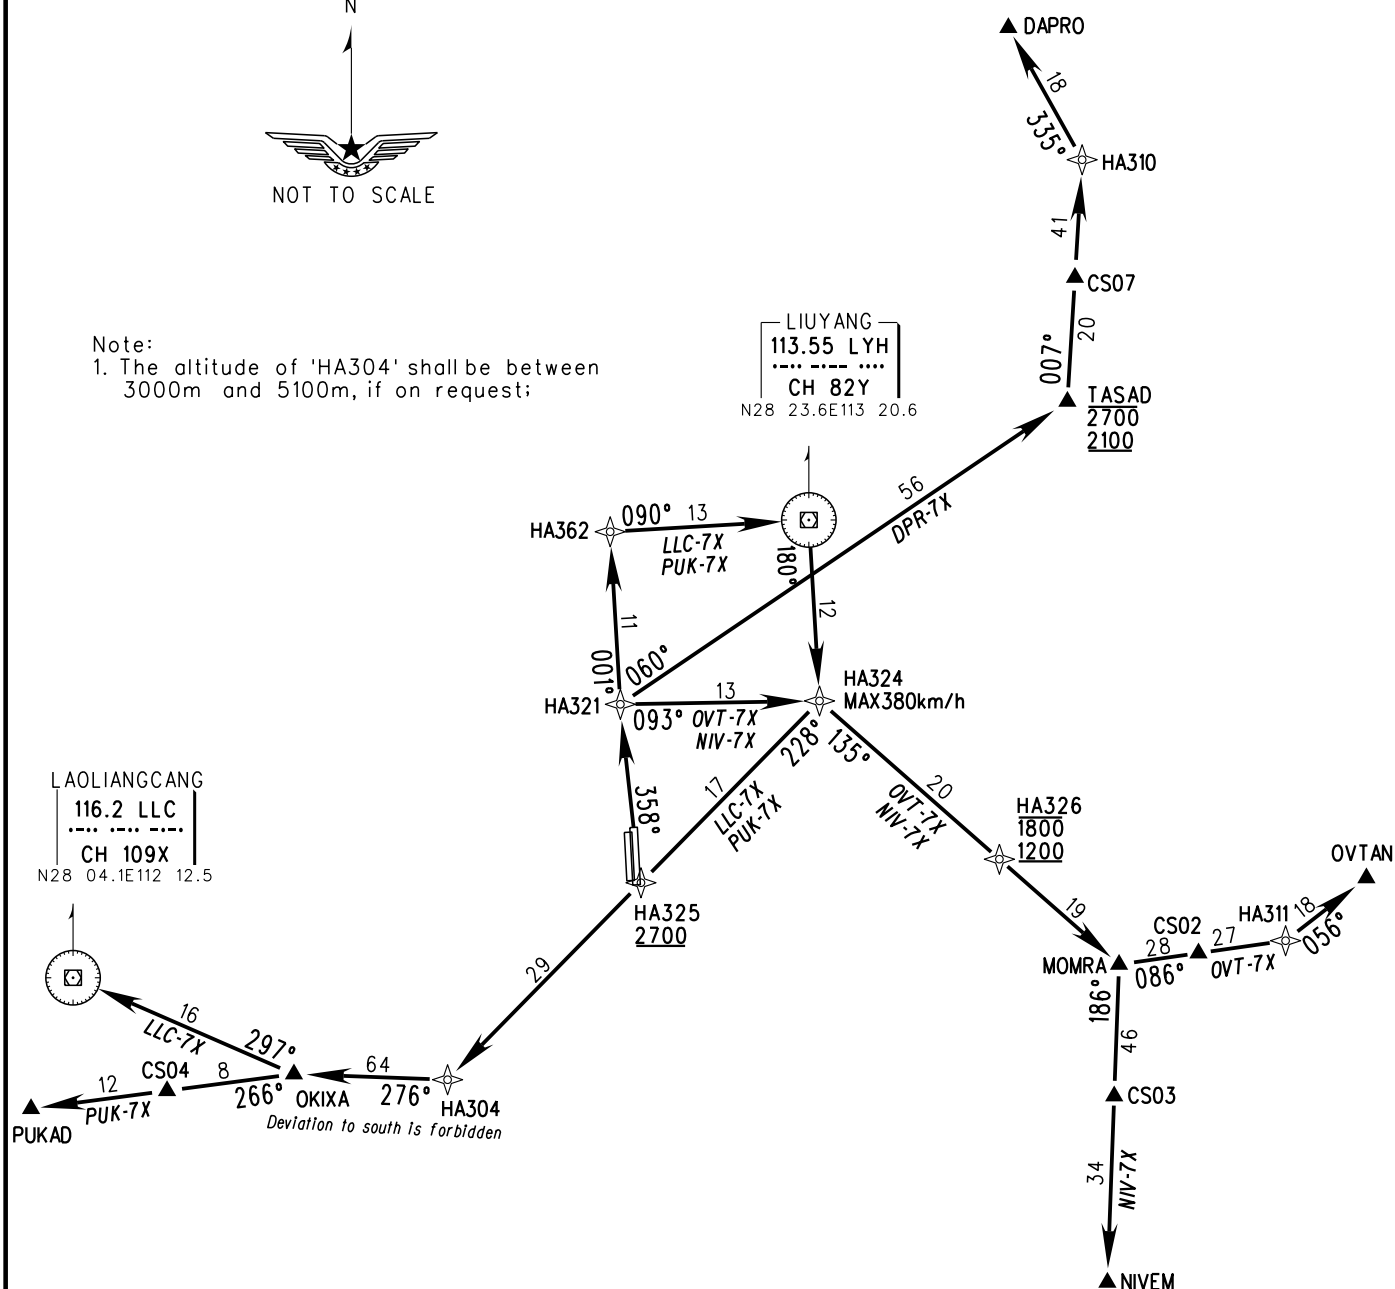 N
NOT TO SCALE
DAPRO
18
335°
HA310
41
CS07
20
007°
TASAD
2700
2100
Note:
1. The altitude of 'HA304' shall be between
3000m and 5100m, if on request;
LIUYANG
113.55 LYH
·-·· -·-- ····
CH 82Y
N28 23.6E113 20.6
56
DPR-7X
HA362
090°
13
LLC-7X
PUK-7X
180°
12
11
001°
060°
HA321
13
093°
OVT-7X
NIV-7X
HA324
MAX380km/h
228°
135°
358°
17
LLC-7X
PUK-7X
20
OVT-7X
NIV-7X
HA326
1800
1200
LAOLIANGCANG
116.2 LLC
·-·· ·-·· -·-·
CH 109X
N28 04.1E112 12.5
HA325
2700
19
OVTAN
18
056°
HA311
CS02
27
OVT-7X
28
086°
MOMRA
186°
46
29
16
LLC-7X
297°
CS04
8
12
PUK-7X
PUKAD
266°
OKIXA
64
276°
HA304
Deviation to south is forbidden
CS03
34
NIV-7X
NIVEM